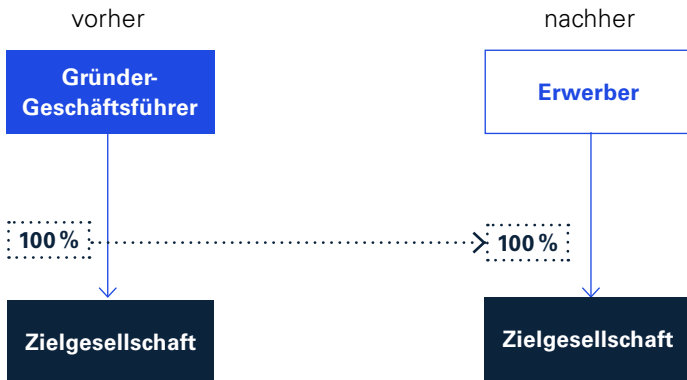 vorher
nachher
Gründer-
Geschäftsführer
Erwerber
100 %
100 %
Zielgesellschaft
Zielgesellschaft